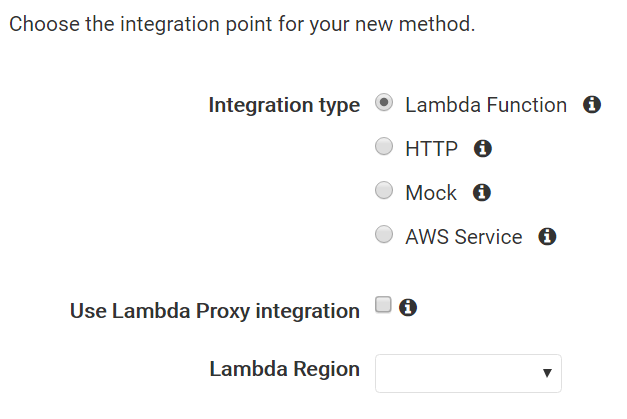 Choose the integration point for your new method.
Integration type Lambda Function
HTTP
Mock
AWS Service
Use Lambda Proxy integration
Lambda Region